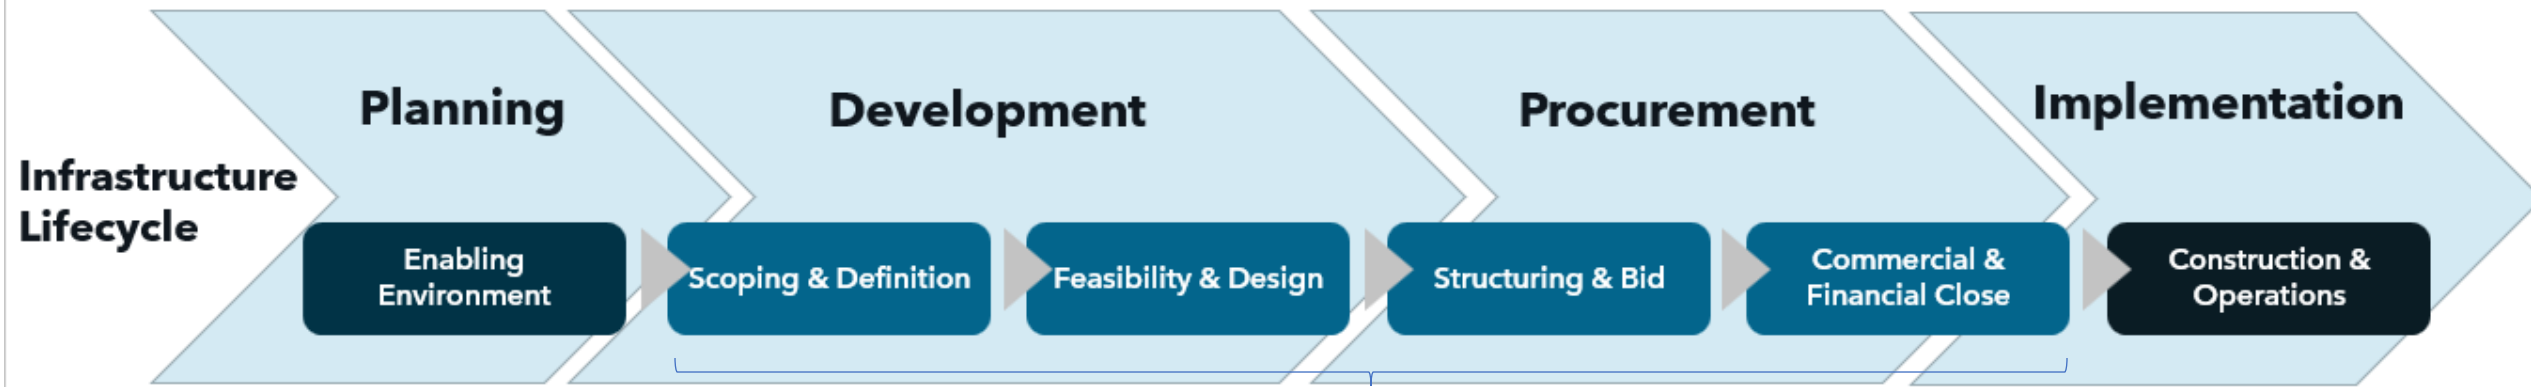 Infrastructure
Lifecycle
Planning
Development
Procurement
Implementation
Enabling
Environment
Scoping & Definition
Feasibility & Design
Structuring & Bid
Commercial &
Financial Close
Construction &
Operations